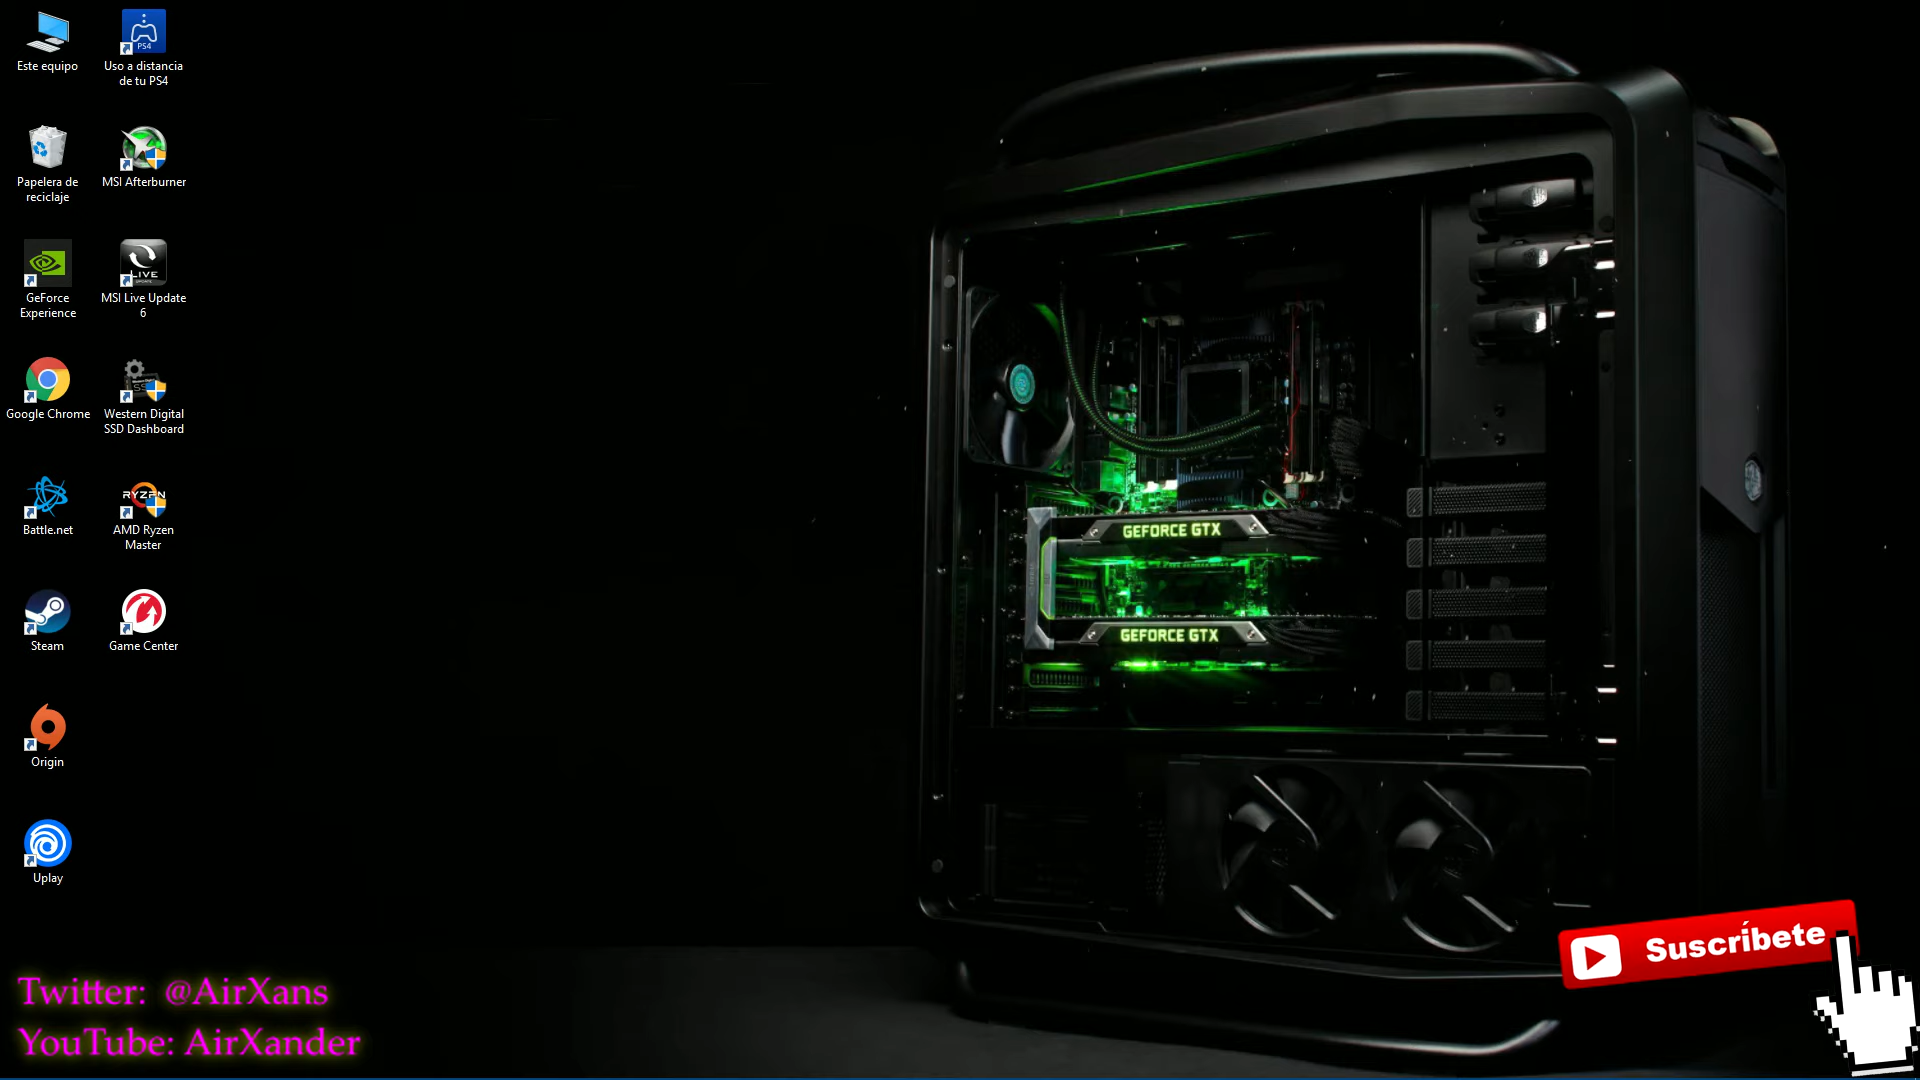 Este equipo
Uso a distancia
de tu PS4
PS4
Papelera de
reciclaje
MSI Afterburner
GeForce
Experience
LIVE
UPDATE
MSI Live Update
6
Google Chrome
Western Digital
SSD Dashboard
Battle.net
RYZEN
AMD Ryzen
Master
Steam
Game Center
Origin
Uplay
GEFORCE GTX
GEFORCE GTX
Suscríbete
Twitter: @AirXans
YouTube: AirXander